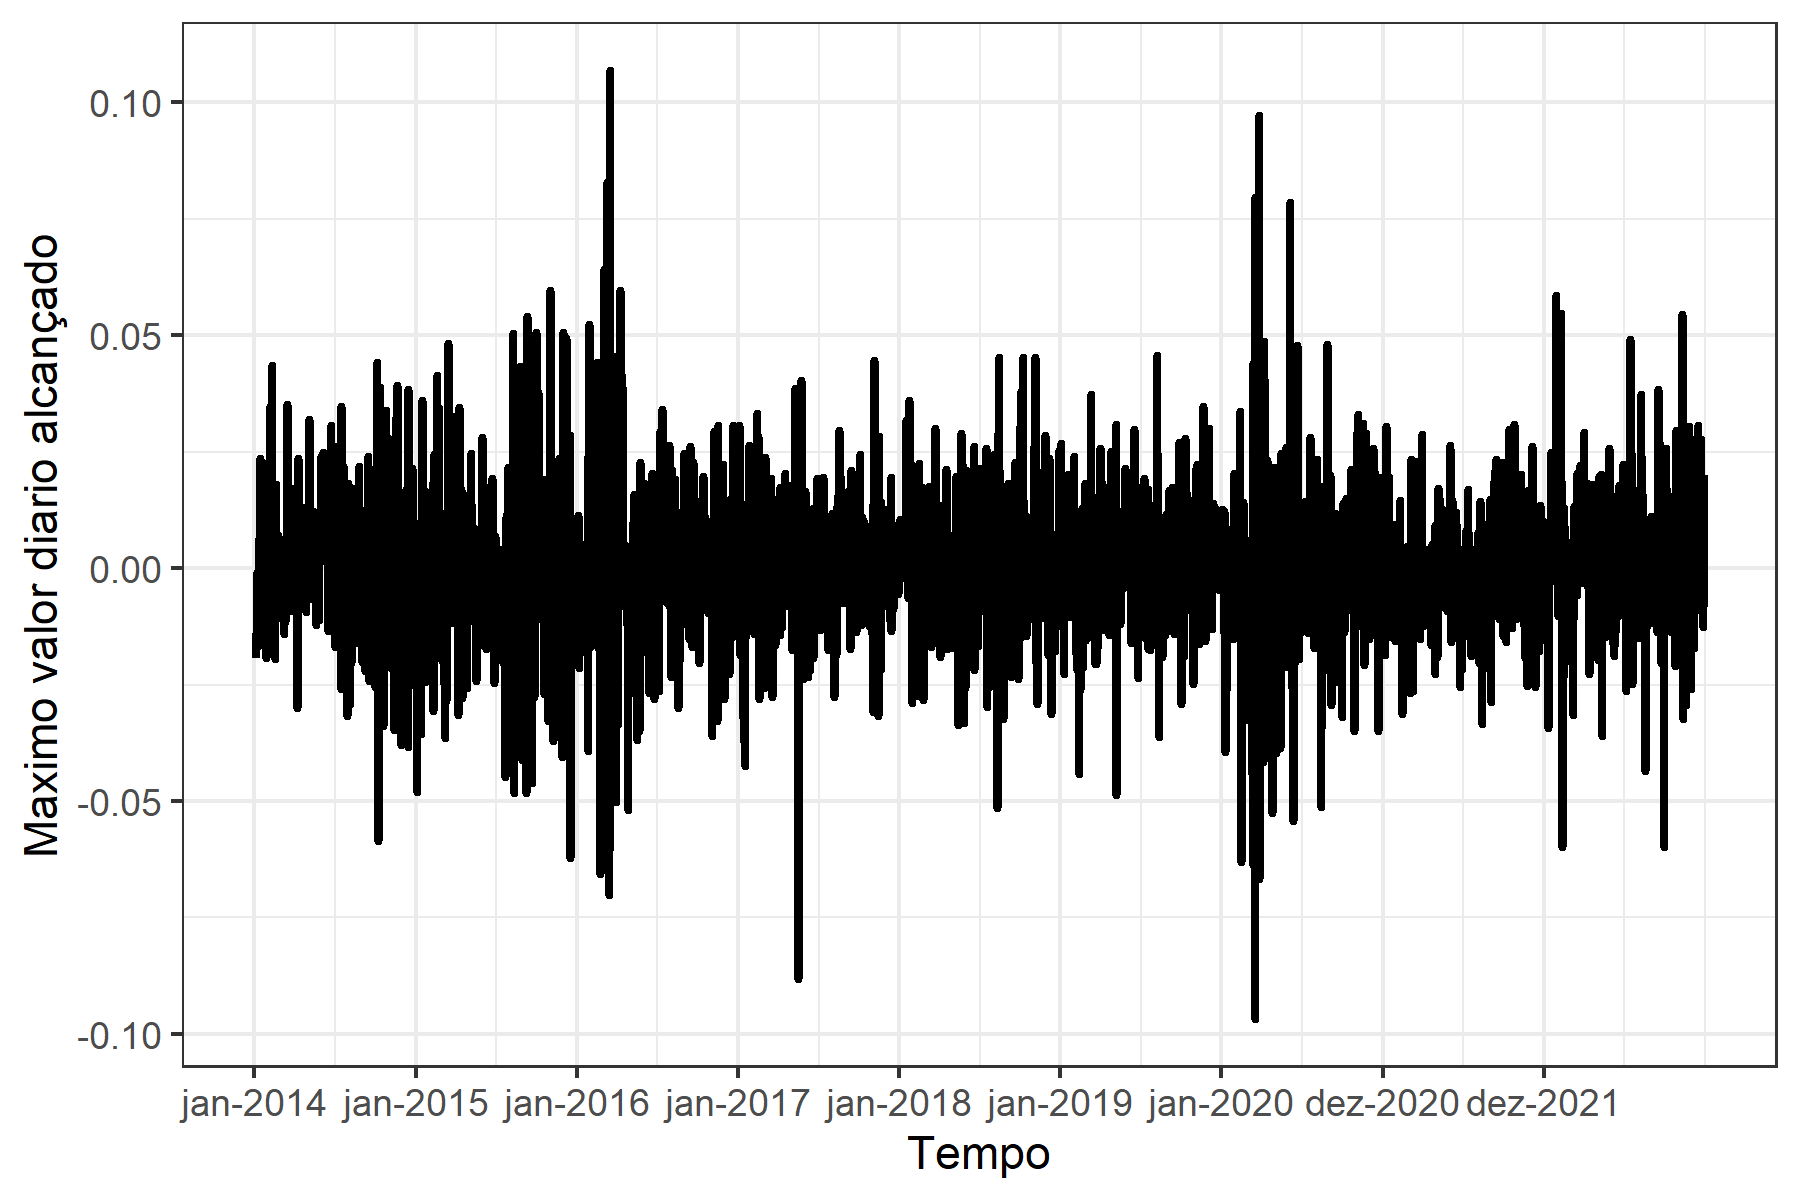 Maximo valor diario alcançado
0.10
0.05
0.00
-0.05
-0.10
jan-2014 jan-2015 jan-2016 jan-2017 jan-2018 jan-2019 jan-2020 dez-2020 dez-2021
Tempo